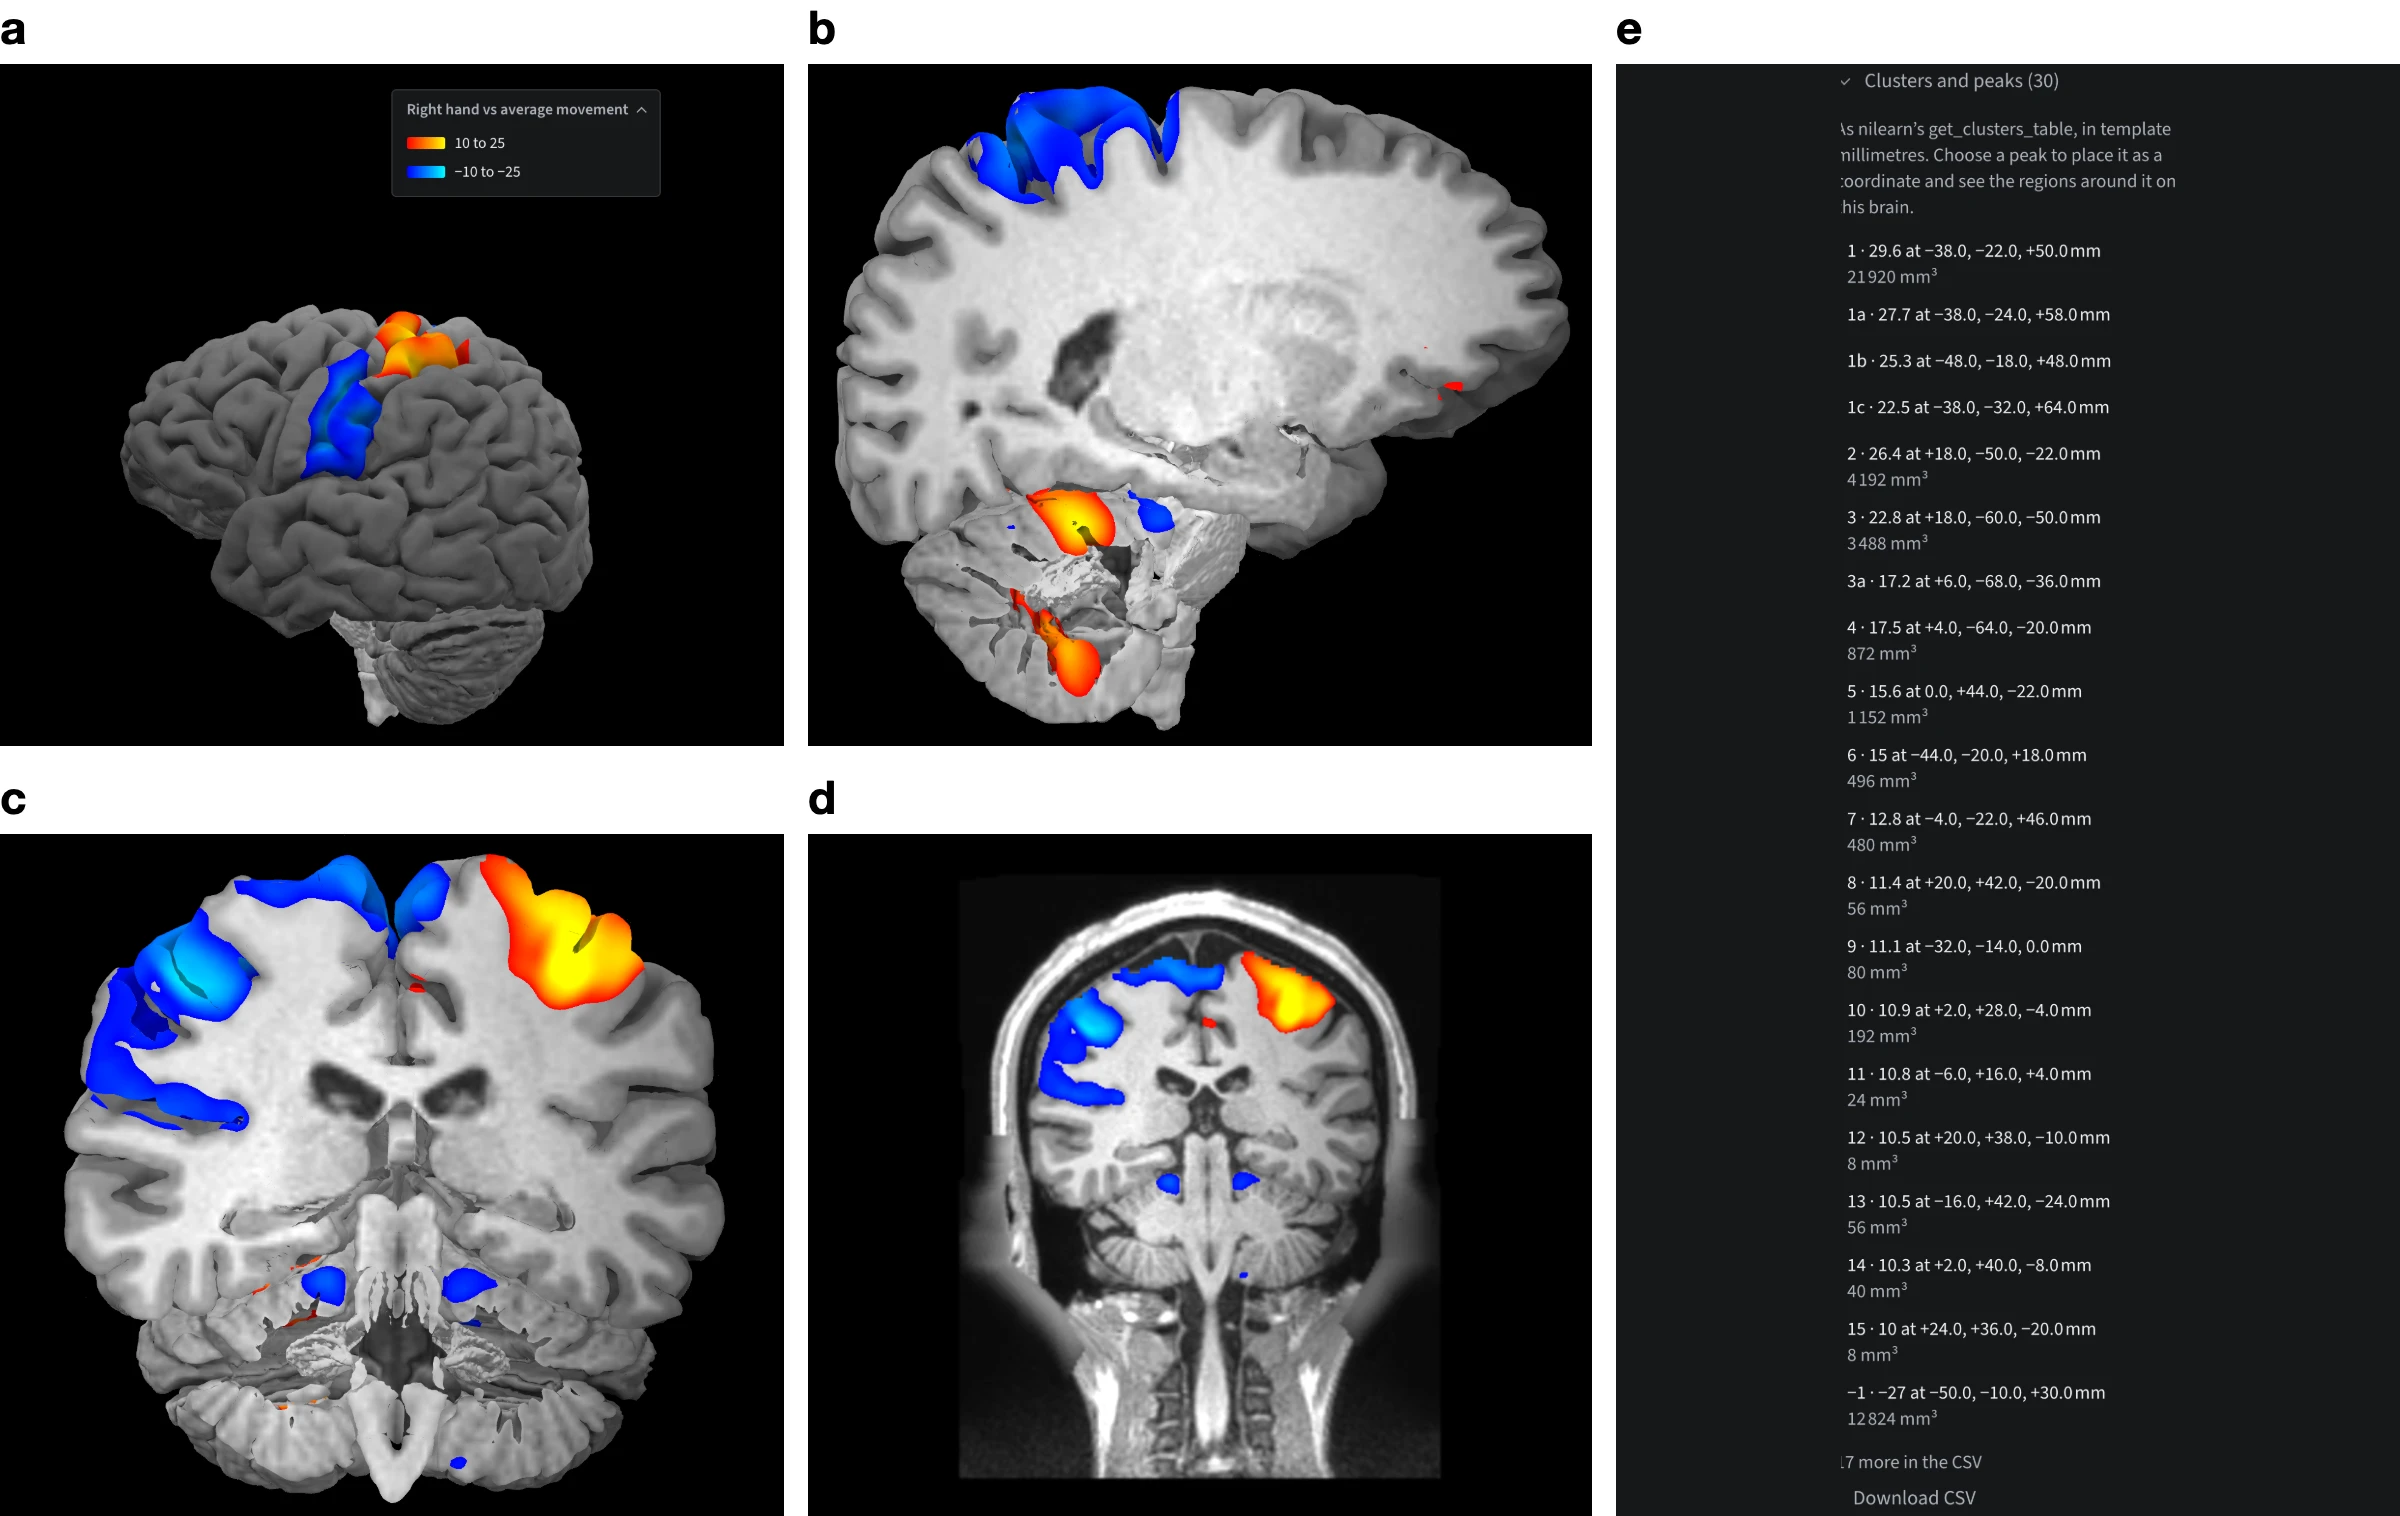 a
Right hand vs average movement
10 to 25
−10 to −25
b
c
d
e
Clusters and peaks (30)
As nilearn’s get_clusters_table, in template
millimetres. Choose a peak to place it as a
coordinate and see the regions around it on
this brain.
1 · 29.6 at −38.0, −22.0, +50.0 mm
21 920 mm³
1a · 27.7 at −38.0, −24.0, +58.0 mm
1b · 25.3 at −48.0, −18.0, +48.0 mm
1c · 22.5 at −38.0, −32.0, +64.0 mm
2 · 26.4 at +18.0, −50.0, −22.0 mm
4 192 mm³
3 · 22.8 at +18.0, −60.0, −50.0 mm
3 488 mm³
3a · 17.2 at +6.0, −68.0, −36.0 mm
4 · 17.5 at +4.0, −64.0, −20.0 mm
872 mm³
5 · 15.6 at 0.0, +44.0, −22.0 mm
1 152 mm³
6 · 15 at −44.0, −20.0, +18.0 mm
496 mm³
7 · 12.8 at −4.0, −22.0, +46.0 mm
480 mm³
8 · 11.4 at +20.0, +42.0, −20.0 mm
56 mm³
9 · 11.1 at −32.0, −14.0, 0.0 mm
80 mm³
10 · 10.9 at +2.0, +28.0, −4.0 mm
192 mm³
11 · 10.8 at −6.0, +16.0, +4.0 mm
24 mm³
12 · 10.5 at +20.0, +38.0, −10.0 mm
8 mm³
13 · 10.5 at −16.0, +42.0, −24.0 mm
56 mm³
14 · 10.3 at +2.0, +40.0, −8.0 mm
40 mm³
15 · 10 at +24.0, +36.0, −20.0 mm
8 mm³
−1 · −27 at −50.0, −10.0, +30.0 mm
12 824 mm³
17 more in the CSV
Download CSV